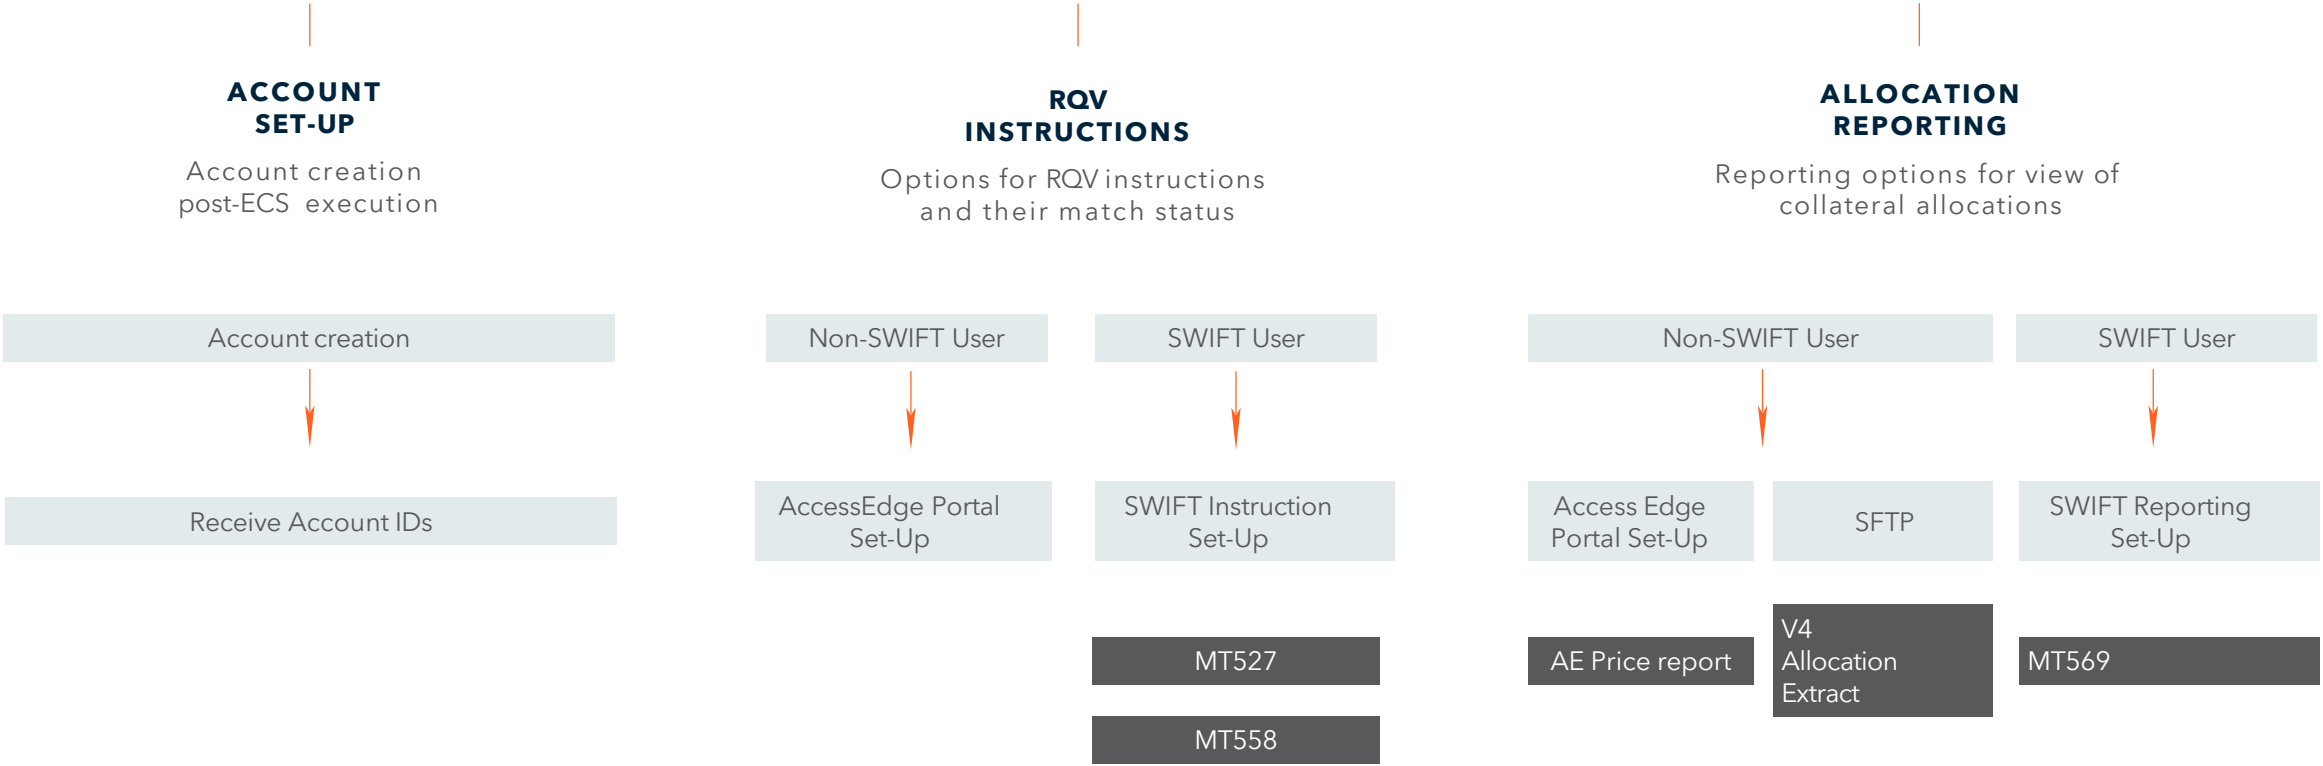 ACCOUNT
SET-UP
Account creation
post-ECS execution
Account creation
Receive Account IDs
RQV
INSTRUCTIONS
Options for RQV instructions
and their match status
Non-SWIFT User
SWIFT User
AccessEdge Portal
Set-Up
SWIFT Instruction
Set-Up
MT527
MT558
ALLOCATION
REPORTING
Reporting options for view of
collateral allocations
Non-SWIFT User
SWIFT User
Access Edge
Portal Set-Up
SFTP
SWIFT Reporting
Set-Up
AE Price report
V4
Allocation
Extract
MT569